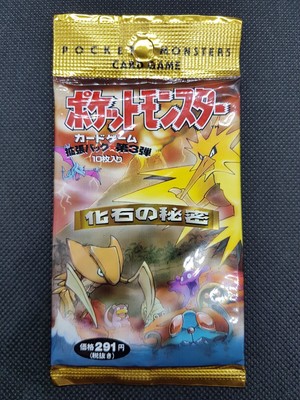 POCKET MONSTERS
CARD GAME
ポケットモンスター
カードゲーム
拡張パック 第3弾
10枚入り
化石の秘密
価格291円
(税抜き)